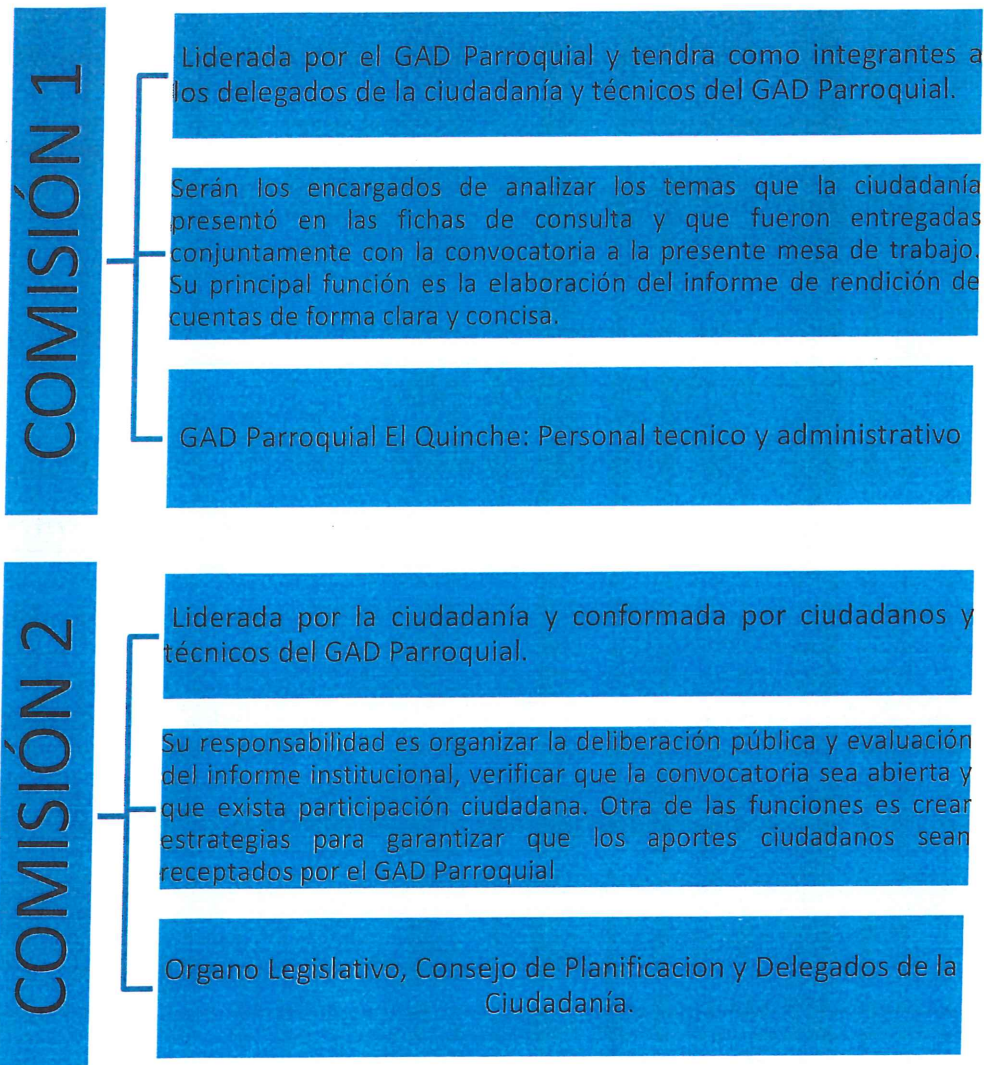 COMISIÓN 1
Liderada por el GAD Parroquial y tendra como integrantes a
los delegados de la ciudadanía y técnicos del GAD Parroquial.
Serán los encargados de analizar los temas que la ciudadanía
presentó en las fichas de consulta y que fueron entregadas
conjuntamente con la convocatoria a la presente mesa de trabajo.
Su principal función es la elaboración del informe de rendición de
cuentas de forma clara y concisa.
GAD Parroquial El Quinche: Personal tecnico y administrativo
COMISIÓN 2
Liderada por la ciudadanía y conformada por ciudadanos y
técnicos del GAD Parroquial.
Su responsabilidad es organizar la deliberación pública y evaluación
del informe institucional, verificar que la convocatoria sea abierta y
que exista participación ciudadana. Otra de las funciones es crear
estrategias para garantizar que los aportes ciudadanos sean
receptados por el GAD Parroquial
Organo Legislativo, Consejo de Planificacion y Delegados de la
Ciudadanía.